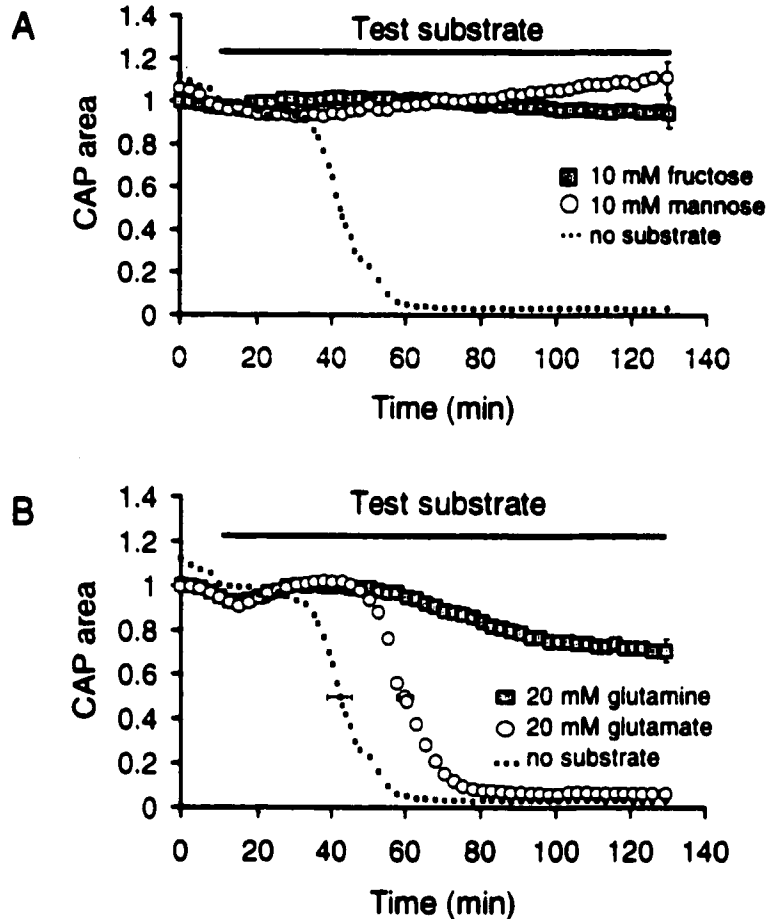 A
Test substrate
CAP area
1.4
1.2
1
0.8
0.6
0.4
0.2
0
10 mM fructose
10 mM mannose
no substrate
0 20 40 60 80 100 120 140
Time (min)
B
Test substrate
CAP area
1.4
1.2
1
0.8
0.6
0.4
0.2
0
20 mM glutamine
20 mM glutamate
no substrate
0 20 40 60 80 100 120 140
Time (min)